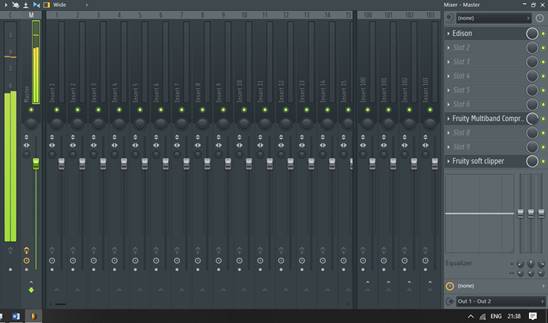 Wide
Mixer - Master
(none)
C
M
1
2
3
4
5
6
7
8
9
10
11
12
13
14
15
100
101
102
103
Master
Insert 1
Insert 2
Insert 3
Insert 4
Insert 5
Insert 6
Insert 7
Insert 8
Insert 9
Insert 10
Insert 11
Insert 12
Insert 13
Insert 14
Insert 15
Insert 100
Insert 101
Insert 102
Insert 103
Edison
Slot 2
Slot 3
Slot 4
Slot 5
Slot 6
Fruity Multiband Compr..
Slot 8
Slot 9
Fruity soft clipper
Equalizer
(none)
Out 1 - Out 2
ENG
21:38